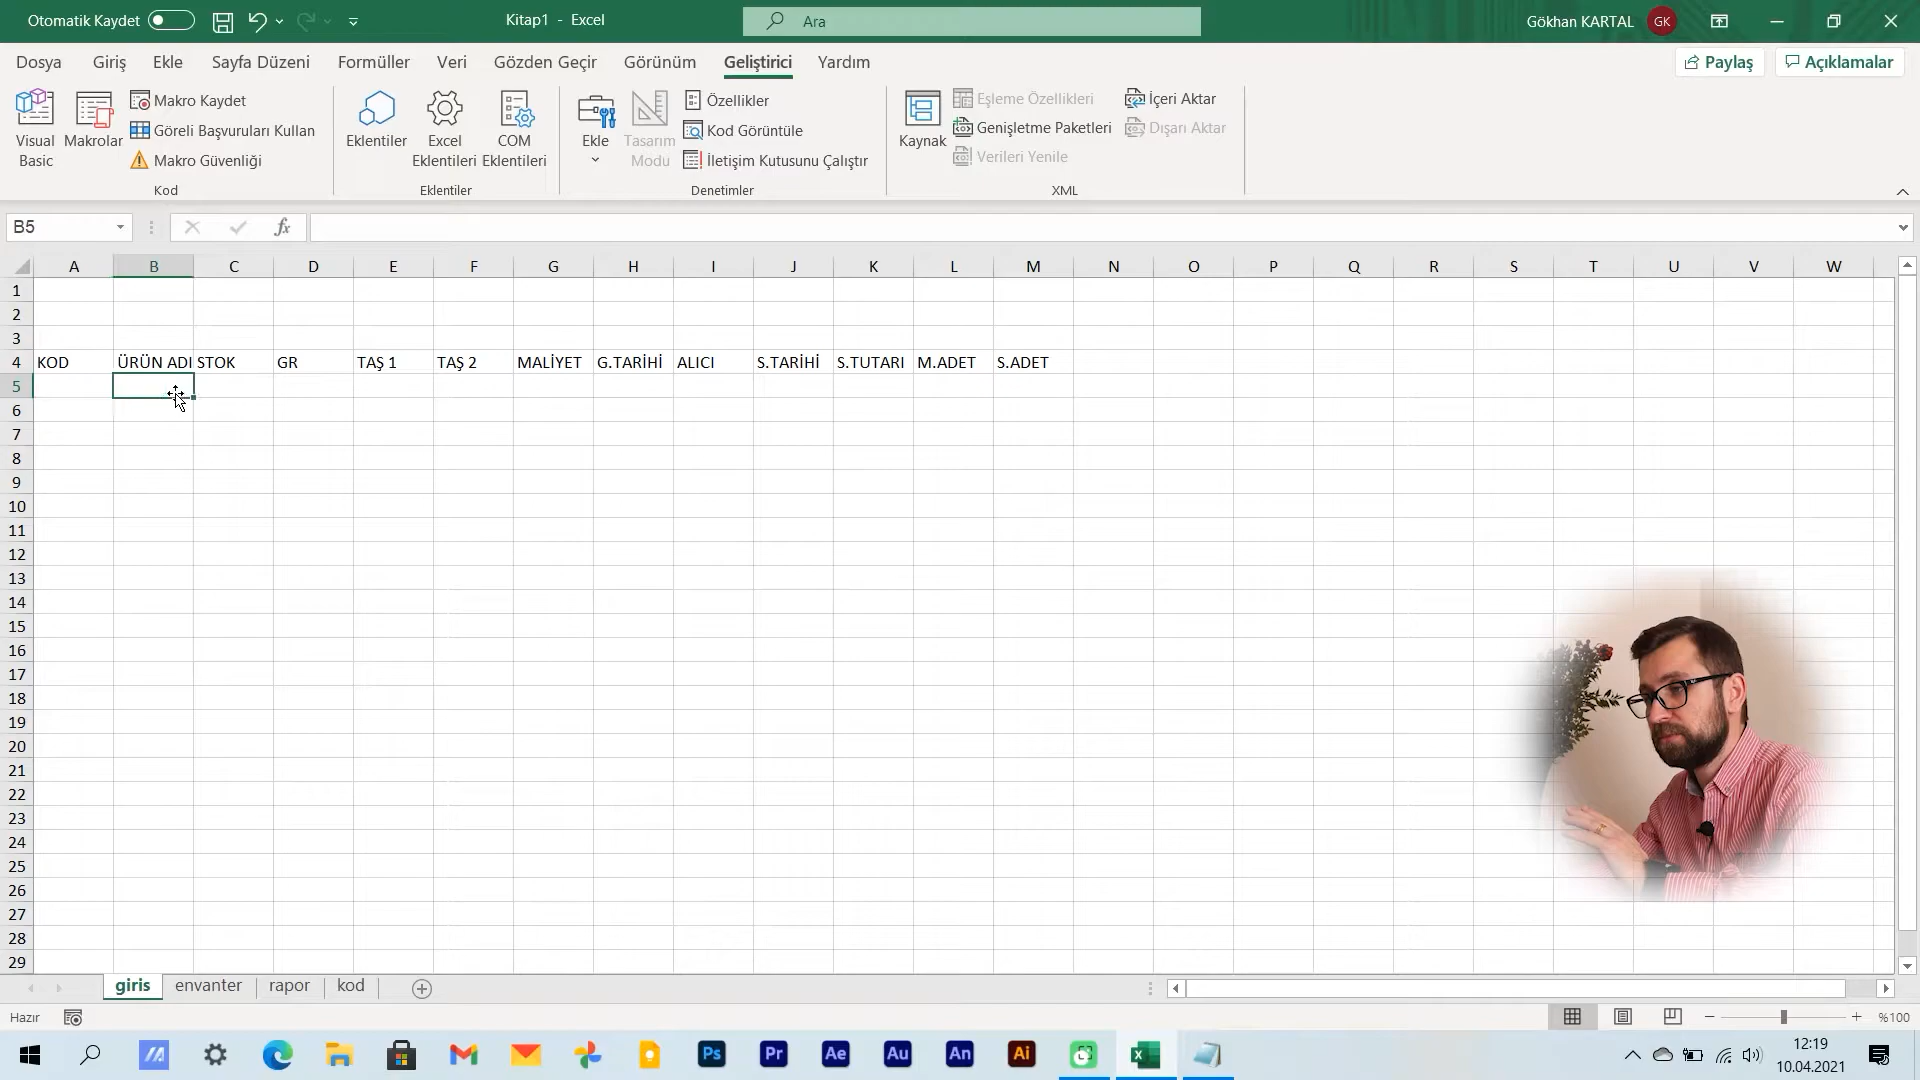 Otomatik Kaydet Kitap1 - Excel Ara Gökhan KARTAL GK
Dosya Giriş Ekle Sayfa Düzeni Formüller Veri Gözden Geçir Görünüm Geliştirici Yardım Paylaş Açıklamalar
Visual Basic
Makrolar
Makro Kaydet
Göreli Başvuruları Kullan
Makro Güvenliği
Kod
Eklentiler
Excel Eklentileri
COM Eklentileri
Eklentiler
Ekle
Tasarım Modu
Özellikler
Kod Görüntüle
İletişim Kutusunu Çalıştır
Denetimler
Kaynak
Eşleme Özellikleri
Genişletme Paketleri
Verileri Yenile
İçeri Aktar
Dışarı Aktar
XML
B5 fx
A B C D E F G H I J K L M N O P Q R S T U V W
1
2
3
4 KOD ÜRÜN ADI STOK GR TAŞ 1 TAŞ 2 MALİYET G.TARİHİ ALICI S.TARİHİ S.TUTARI M.ADET S.ADET
5
6
7
8
9
10
11
12
13
14
15
16
17
18
19
20
21
22
23
24
25
26
27
28
29
giris envanter rapor kod
Hazır %100
Ps Pr Ae Au An Ai
12:19
10.04.2021